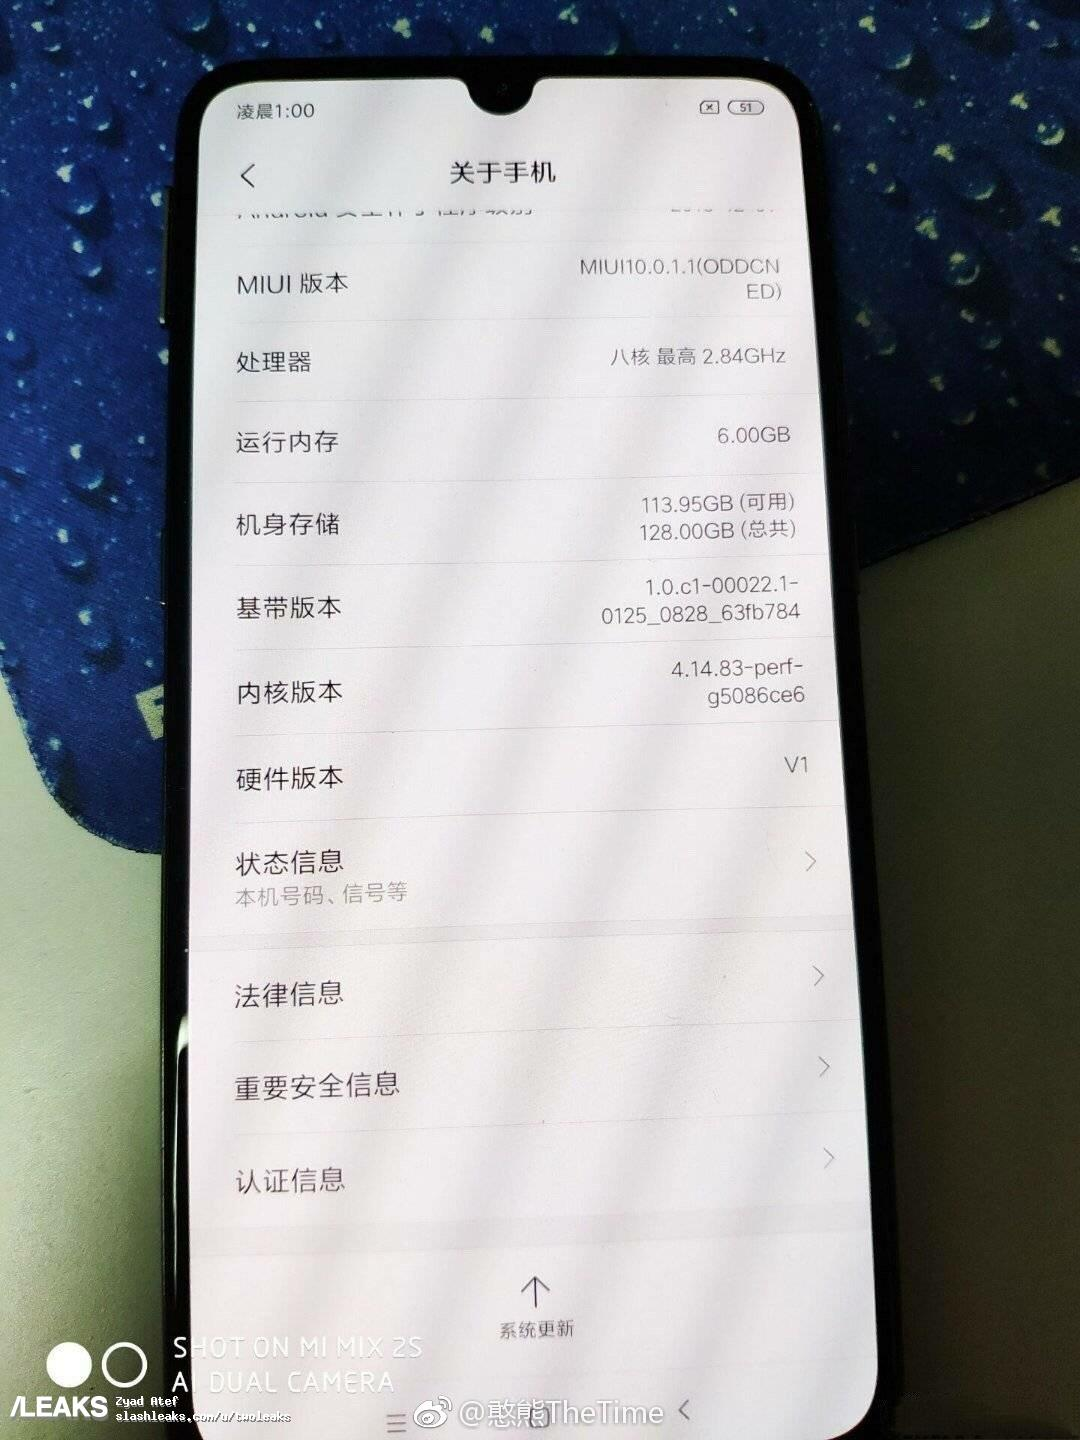 凌晨1:00
51
关于手机
MIUI 版本
MIUI10.0.1.1(ODDCN
ED)
处理器
八核 最高 2.84GHz
运行内存
6.00GB
机身存储
113.95GB (可用)
128.00GB (总共)
基带版本
1.0.c1-00022.1-
0125_0828_63fb784
内核版本
4.14.83-perf-
g5086ce6
硬件版本
V1
状态信息
本机号码、信号等
法律信息
重要安全信息
认证信息
系统更新
SHOT ON MI MIX 2S
AI DUAL CAMERA
/LEAKS
Zyad Atef
slashleaks.com/u/twoleaks
@憨熊TheTime